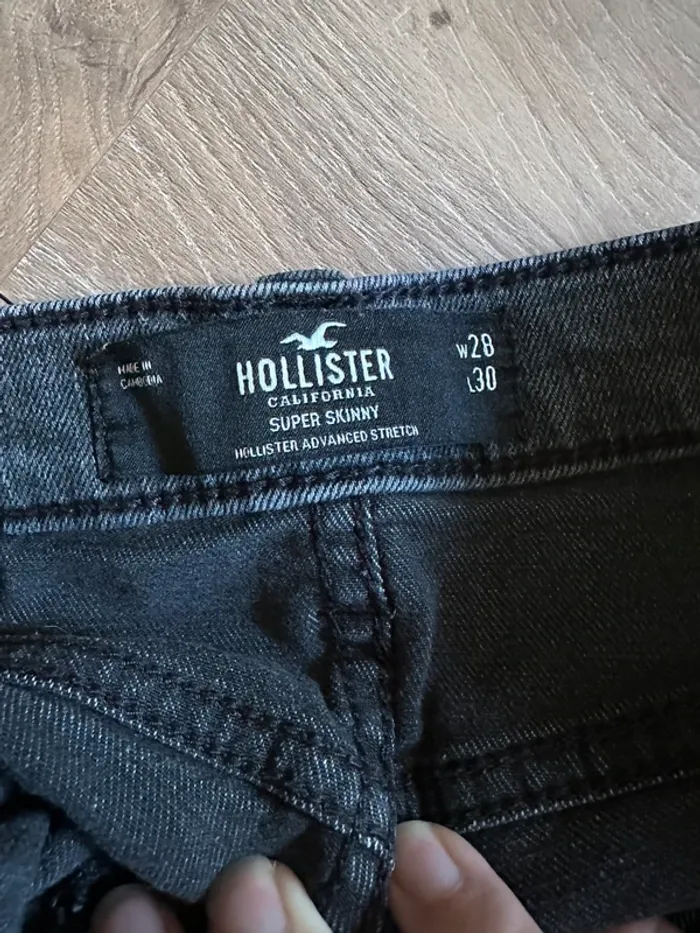 MADE IN
CAMBODIA
HOLLISTER
CALIFORNIA
SUPER SKINNY
HOLLISTER ADVANCED STRETCH
W28
L30